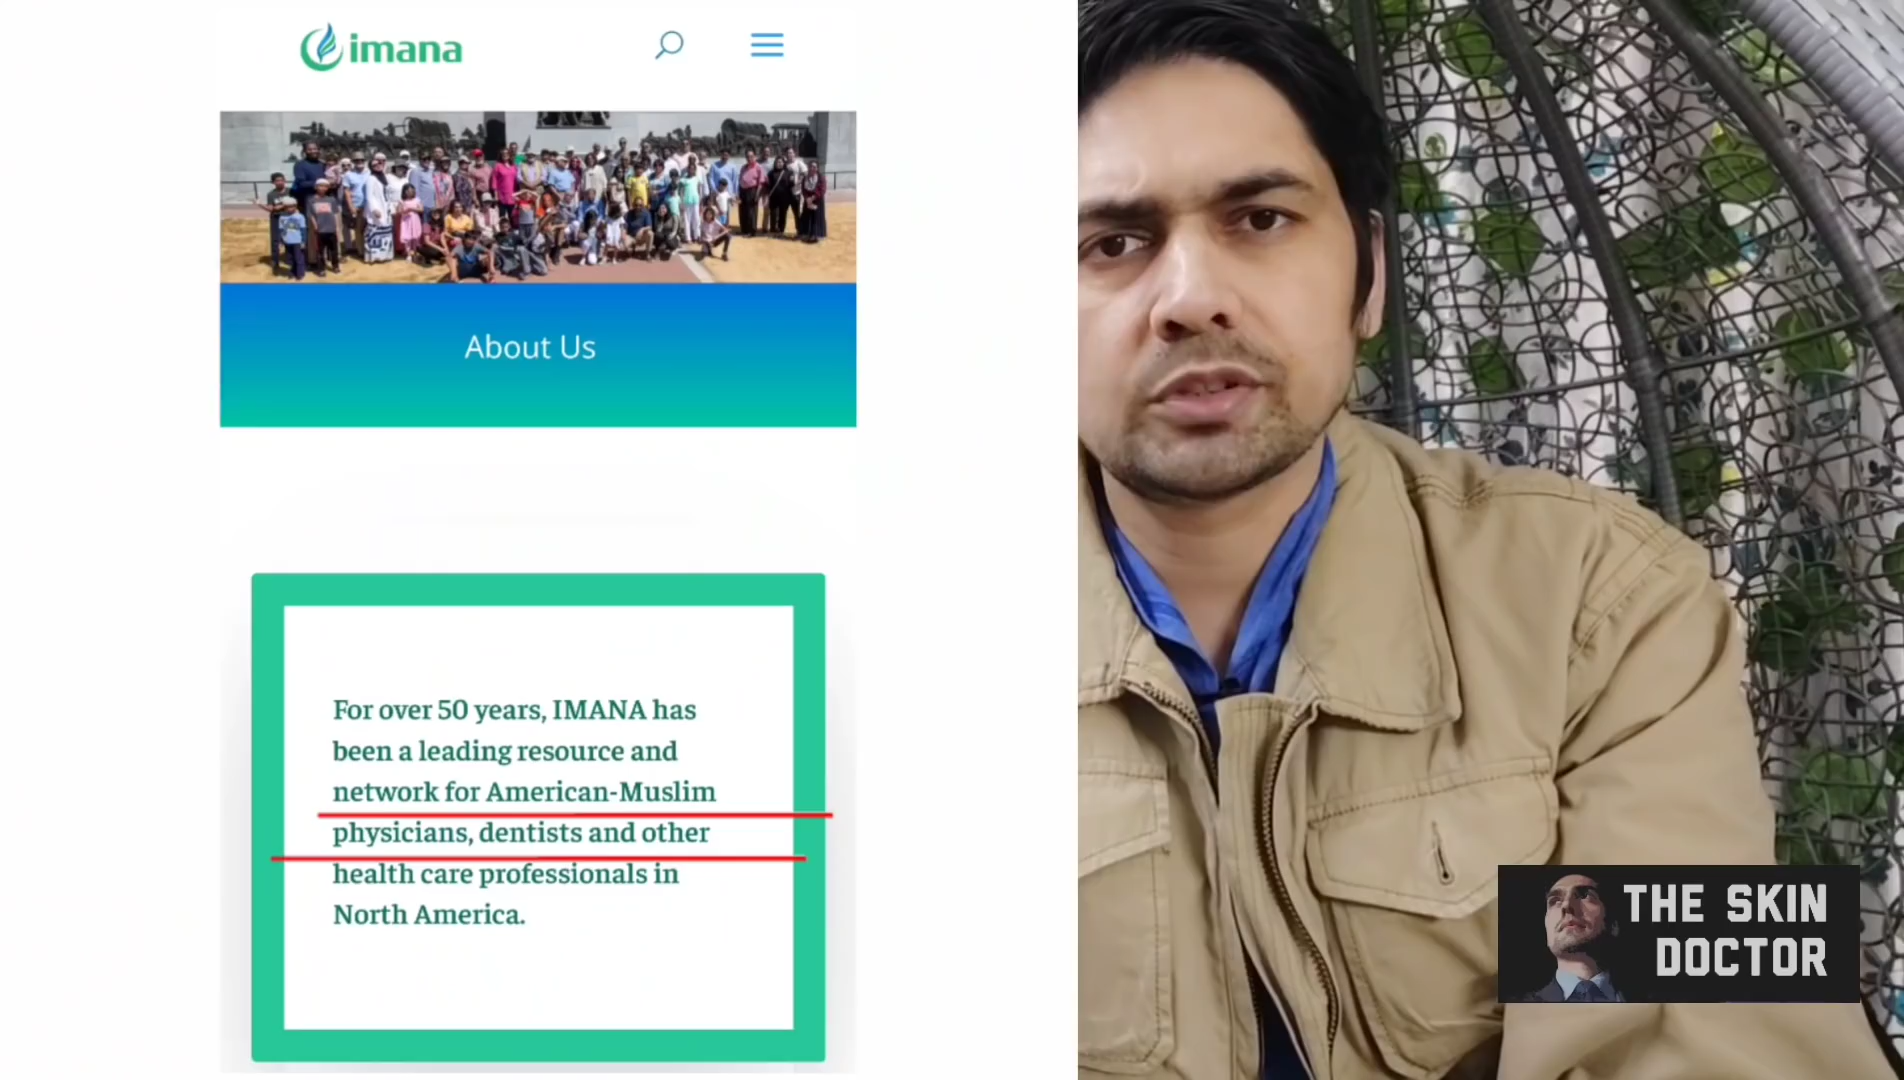 imana
About Us
For over 50 years, IMANA has
been a leading resource and
network for American-Muslim
physicians, dentists and other
health care professionals in
North America.
THE SKIN
DOCTOR